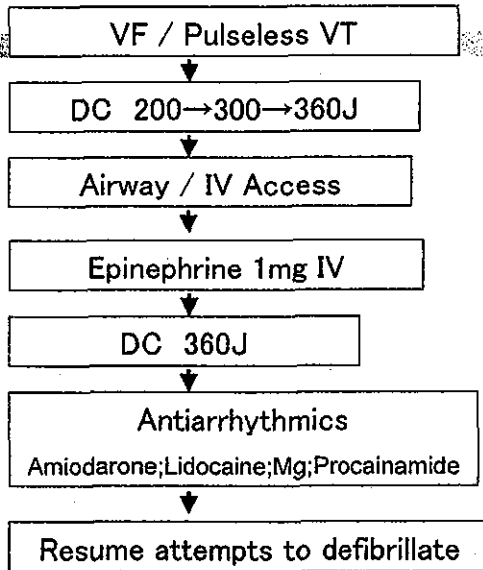 VF / Pulseless VT
DC 200→300→360J
Airway / IV Access
Epinephrine 1mg IV
DC 360J
Antiarrhythmics
Amiodarone;Lidocaine;Mg;Procainamide
Resume attempts to defibrillate